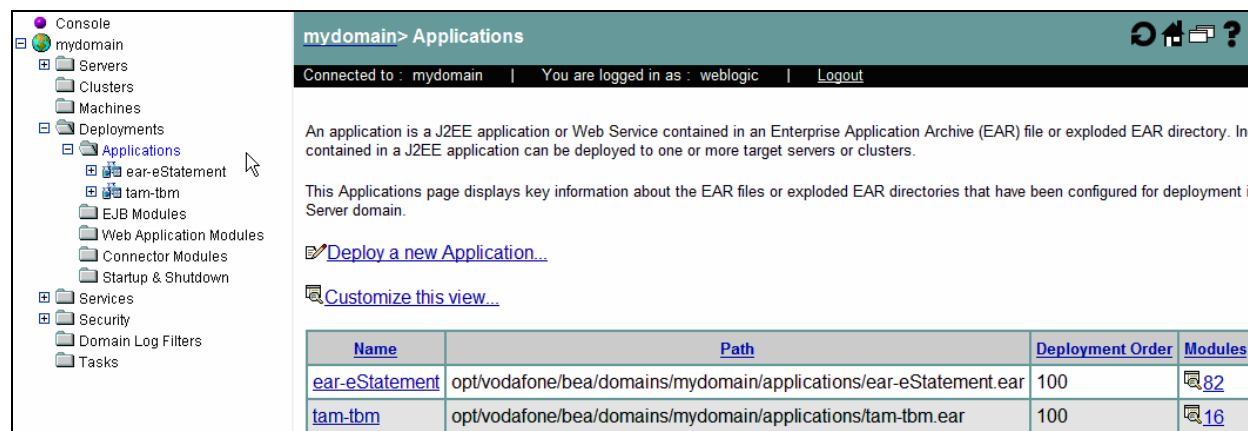 Console
mydomain
Servers
Clusters
Machines
Deployments
Applications
ear-eStatement
tam-tbm
EJB Modules
Web Application Modules
Connector Modules
Startup & Shutdown
Services
Security
Domain Log Filters
Tasks
mydomain> Applications
Connected to : mydomain | You are logged in as : weblogic | Logout
An application is a J2EE application or Web Service contained in an Enterprise Application Archive (EAR) file or exploded EAR directory. In
contained in a J2EE application can be deployed to one or more target servers or clusters.
This Applications page displays key information about the EAR files or exploded EAR directories that have been configured for deployment i
Server domain.
Deploy a new Application...
Customize this view...
Name Path Deployment Order Modules
ear-eStatement opt/vodafone/bea/domains/mydomain/applications/ear-eStatement.ear 100 82
tam-tbm opt/vodafone/bea/domains/mydomain/applications/tam-tbm.ear 100 16